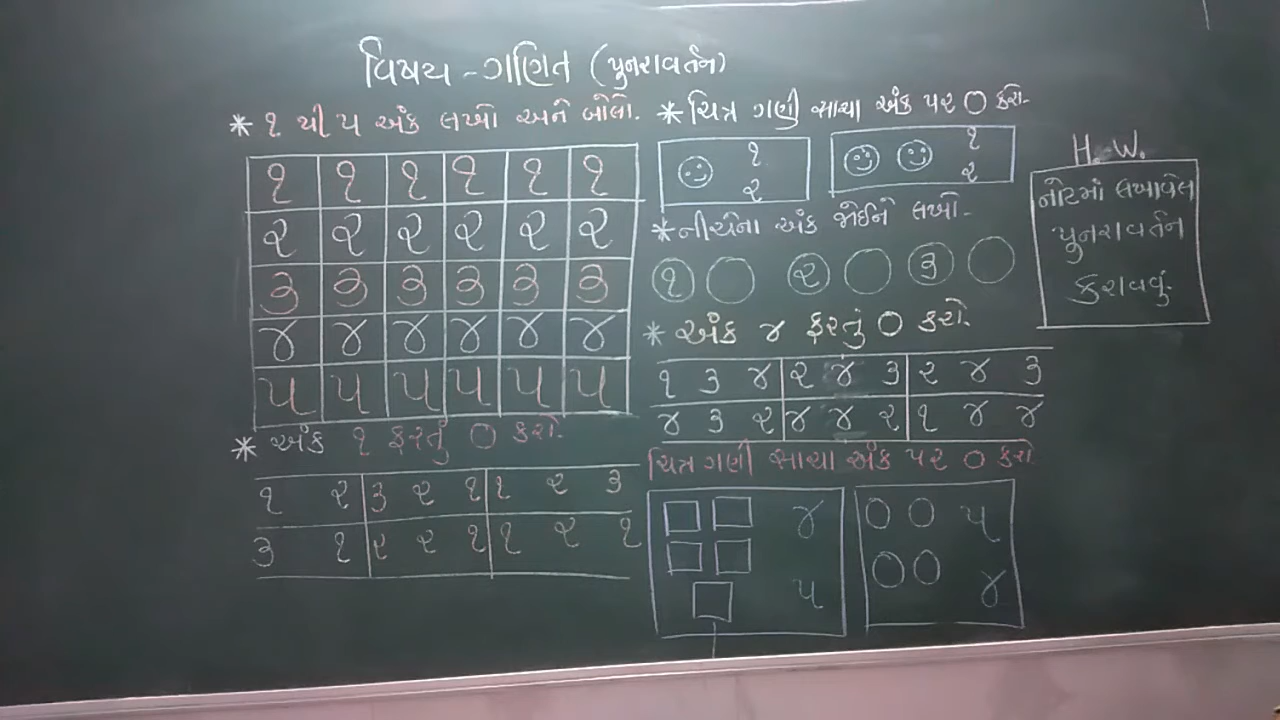 વિષય - ગણિત (પુનરાવર્તન)
* ૧ થી ૫ અંક લખો અને બોલો.
૧ ૧ ૧ ૧ ૧ ૧
૨ ૨ ૨ ૨ ૨ ૨
૩ ૩ ૩ ૩ ૩ ૩
૪ ૪ ૪ ૪ ૪ ૪
૫ ૫ ૫ ૫ ૫ ૫
* અંક ૧ ફરતું O કરો.
૧ ૨ ૩ ૨ ૧ ૧ ૨ ૩
૩ ૧ ૨ ૨ ૧ ૧ ૨ ૧
* ચિત્ર ગણી સાચા અંક પર O કરો.
૧ ૧
૨ ૨
* નીચેના અંક જોઈને લખો.
૧ ૨ ૩
* અંક ૪ ફરતું O કરો.
૧ ૩ ૪ ૨ ૪ ૩ ૨ ૪ ૩
૪ ૩ ૨ ૪ ૪ ૨ ૧ ૪ ૪
ચિત્ર ગણી સાચા અંક પર O કરો
૪ ૫
૫ ૪
H.W.
નોટમાં લખાવેલ
પુનરાવર્તન
કરાવવું.